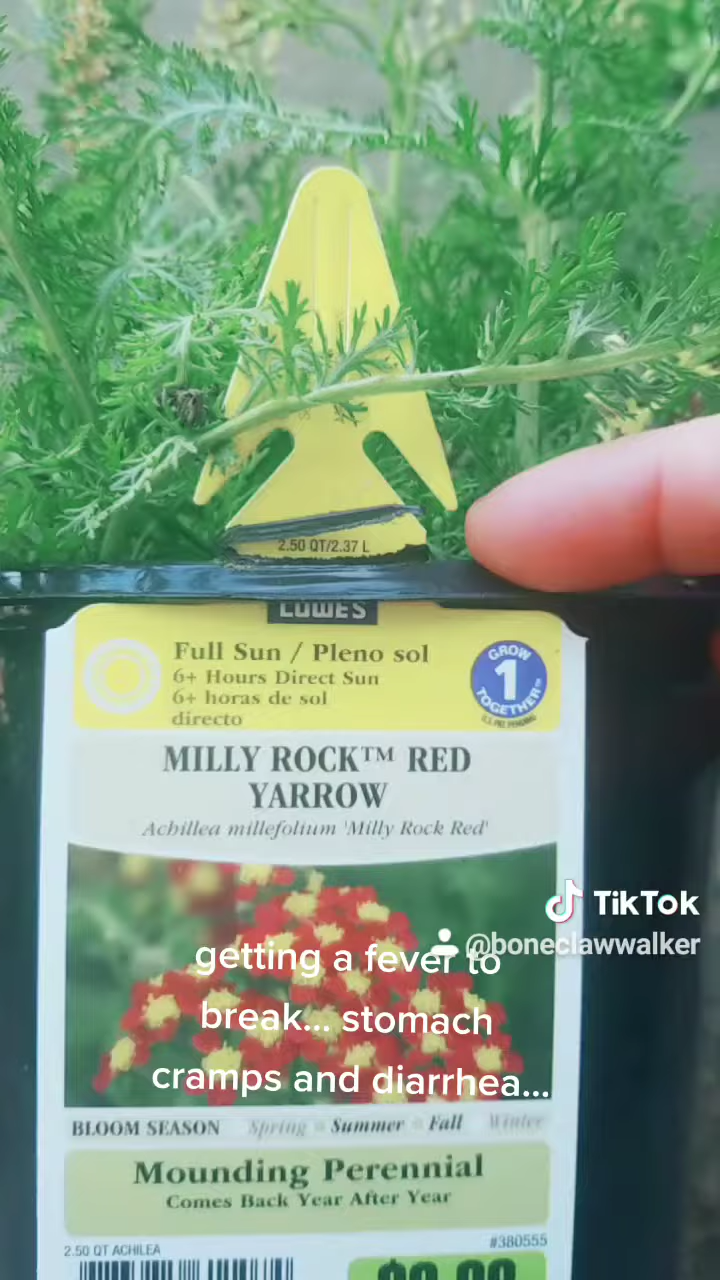 2.50 QT/2.37 L
LOWES
Full Sun / Pleno sol
6+ Hours Direct Sun
6+ horas de sol
directo
GROW
1
TOGETHER™
U.S. PAT. PENDING
MILLY ROCK™ RED
YARROW
Achillea millefolium 'Milly Rock Red'
TikTok
@boneclawwalker
getting a fever to
break... stomach
cramps and diarrhea...
BLOOM SEASON Spring Summer Fall Winter
Mounding Perennial
Comes Back Year After Year
2.50 QT ACHILEA
#380555